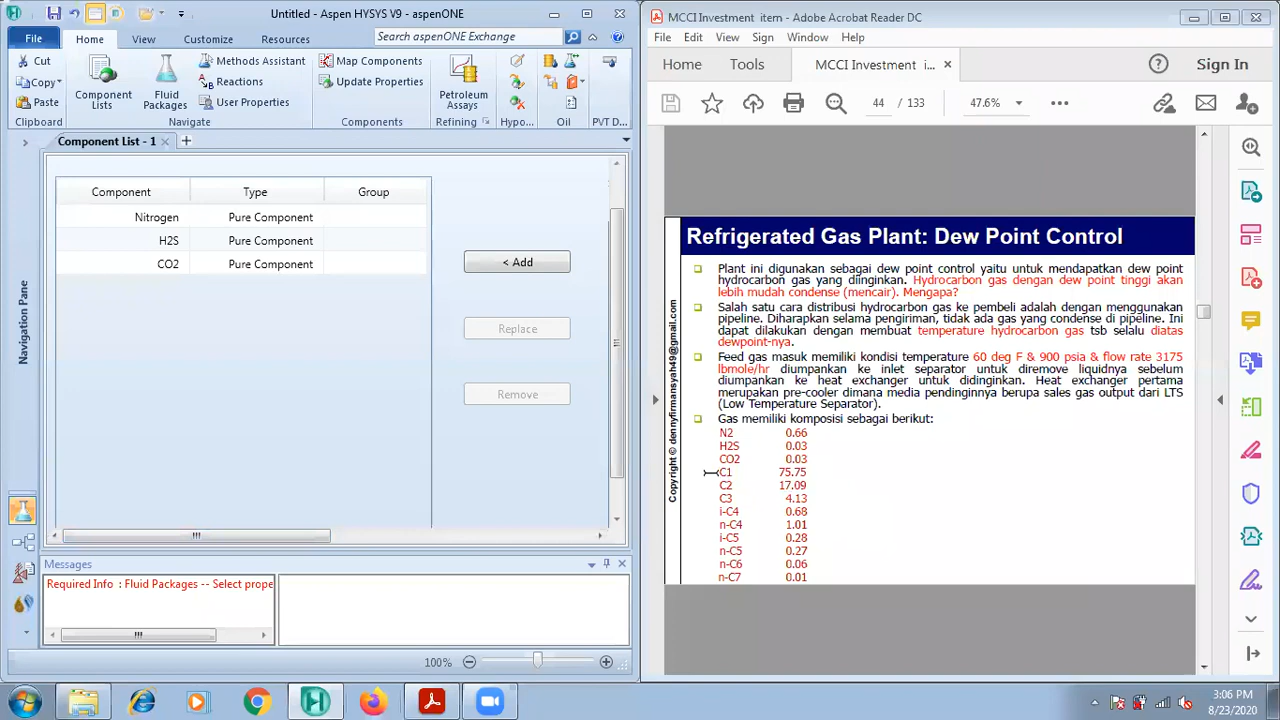 Untitled - Aspen HYSYS V9 - aspenONE
File
Home
View
Customize
Resources
Search aspenONE Exchange
Cut
Copy
Paste
Clipboard
Component
Lists
Fluid
Packages
Methods Assistant
Reactions
User Properties
Navigate
Map Components
Update Properties
Components
Petroleum
Assays
Refining
Hypo...
Oil
PVT D...
Component List - 1
Navigation Pane
Component Type Group
Nitrogen Pure Component
H2S Pure Component
CO2 Pure Component
< Add
Replace
Remove
Messages
Required Info : Fluid Packages -- Select prope
100%
MCCI Investment item - Adobe Acrobat Reader DC
File Edit View Sign Window Help
Home
Tools
MCCI Investment i...
Sign In
44 / 133
47.6%
Refrigerated Gas Plant: Dew Point Control
Plant ini digunakan sebagai dew point control yaitu untuk mendapatkan dew point
hydrocarbon gas yang diinginkan. Hydrocarbon gas dengan dew point tinggi akan
lebih mudah condense (mencair). Mengapa?
Salah satu cara distribusi hydrocarbon gas ke pembeli adalah dengan menggunakan
pipeline. Diharapkan selama pengiriman, tidak ada gas yang condense di pipeline. Ini
dapat dilakukan dengan membuat temperature hydrocarbon gas tsb selalu diatas
dewpoint-nya.
Feed gas masuk memiliki kondisi temperature 60 deg F & 900 psia & flow rate 3175
lbmole/hr diumpankan ke inlet separator untuk diremove liquidnya sebelum
diumpankan ke heat exchanger untuk didinginkan. Heat exchanger pertama
merupakan pre-cooler dimana media pendinginnya berupa sales gas output dari LTS
(Low Temperature Separator).
Gas memiliki komposisi sebagai berikut:
N2 0.66
H2S 0.03
CO2 0.03
C1 75.75
C2 17.09
C3 4.13
i-C4 0.68
n-C4 1.01
i-C5 0.28
n-C5 0.27
n-C6 0.06
n-C7 0.01
Copyright © dennyfirmansyah49@gmail.com
3:06 PM
8/23/2020